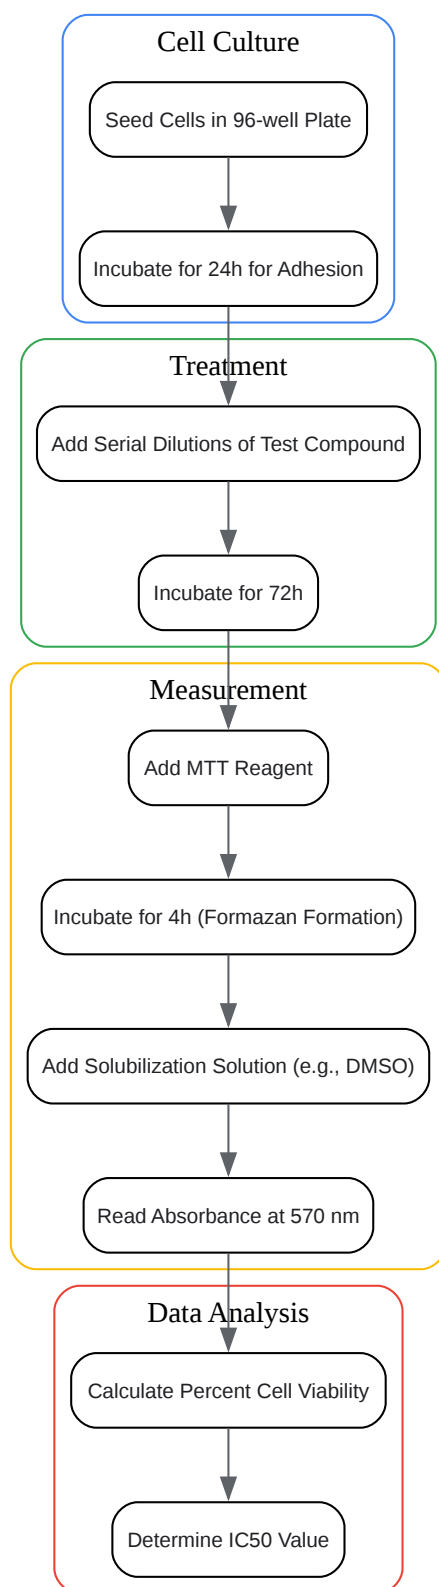 Cell Culture
Seed Cells in 96-well Plate
Incubate for 24h for Adhesion
Treatment
Add Serial Dilutions of Test Compound
Incubate for 72h
Measurement
Add MTT Reagent
Incubate for 4h (Formazan Formation)
Add Solubilization Solution (e.g., DMSO)
Read Absorbance at 570 nm
Data Analysis
Calculate Percent Cell Viability
Determine IC50 Value